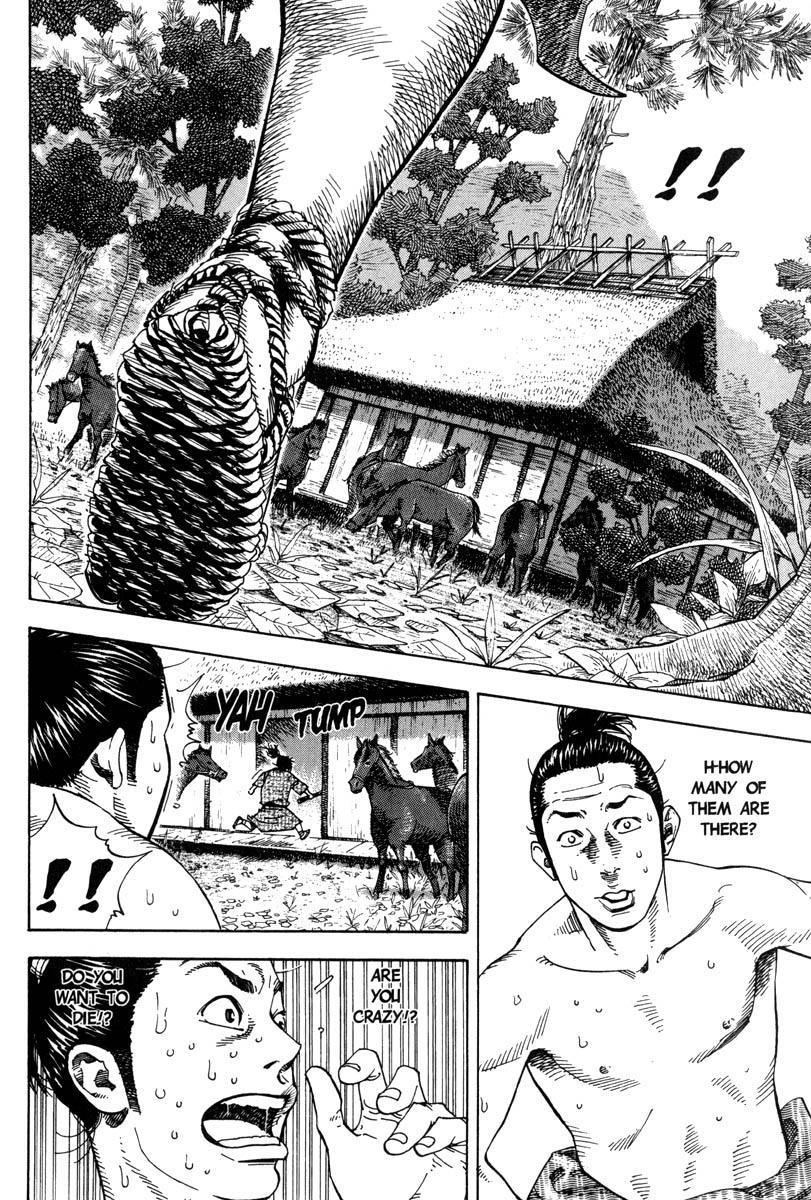 !!
H-HOW
MANY OF
THEM ARE
THERE?
YAH
TUMP
!!
ARE
YOU
CRAZY!?
DO YOU
WANT TO
DIE!?